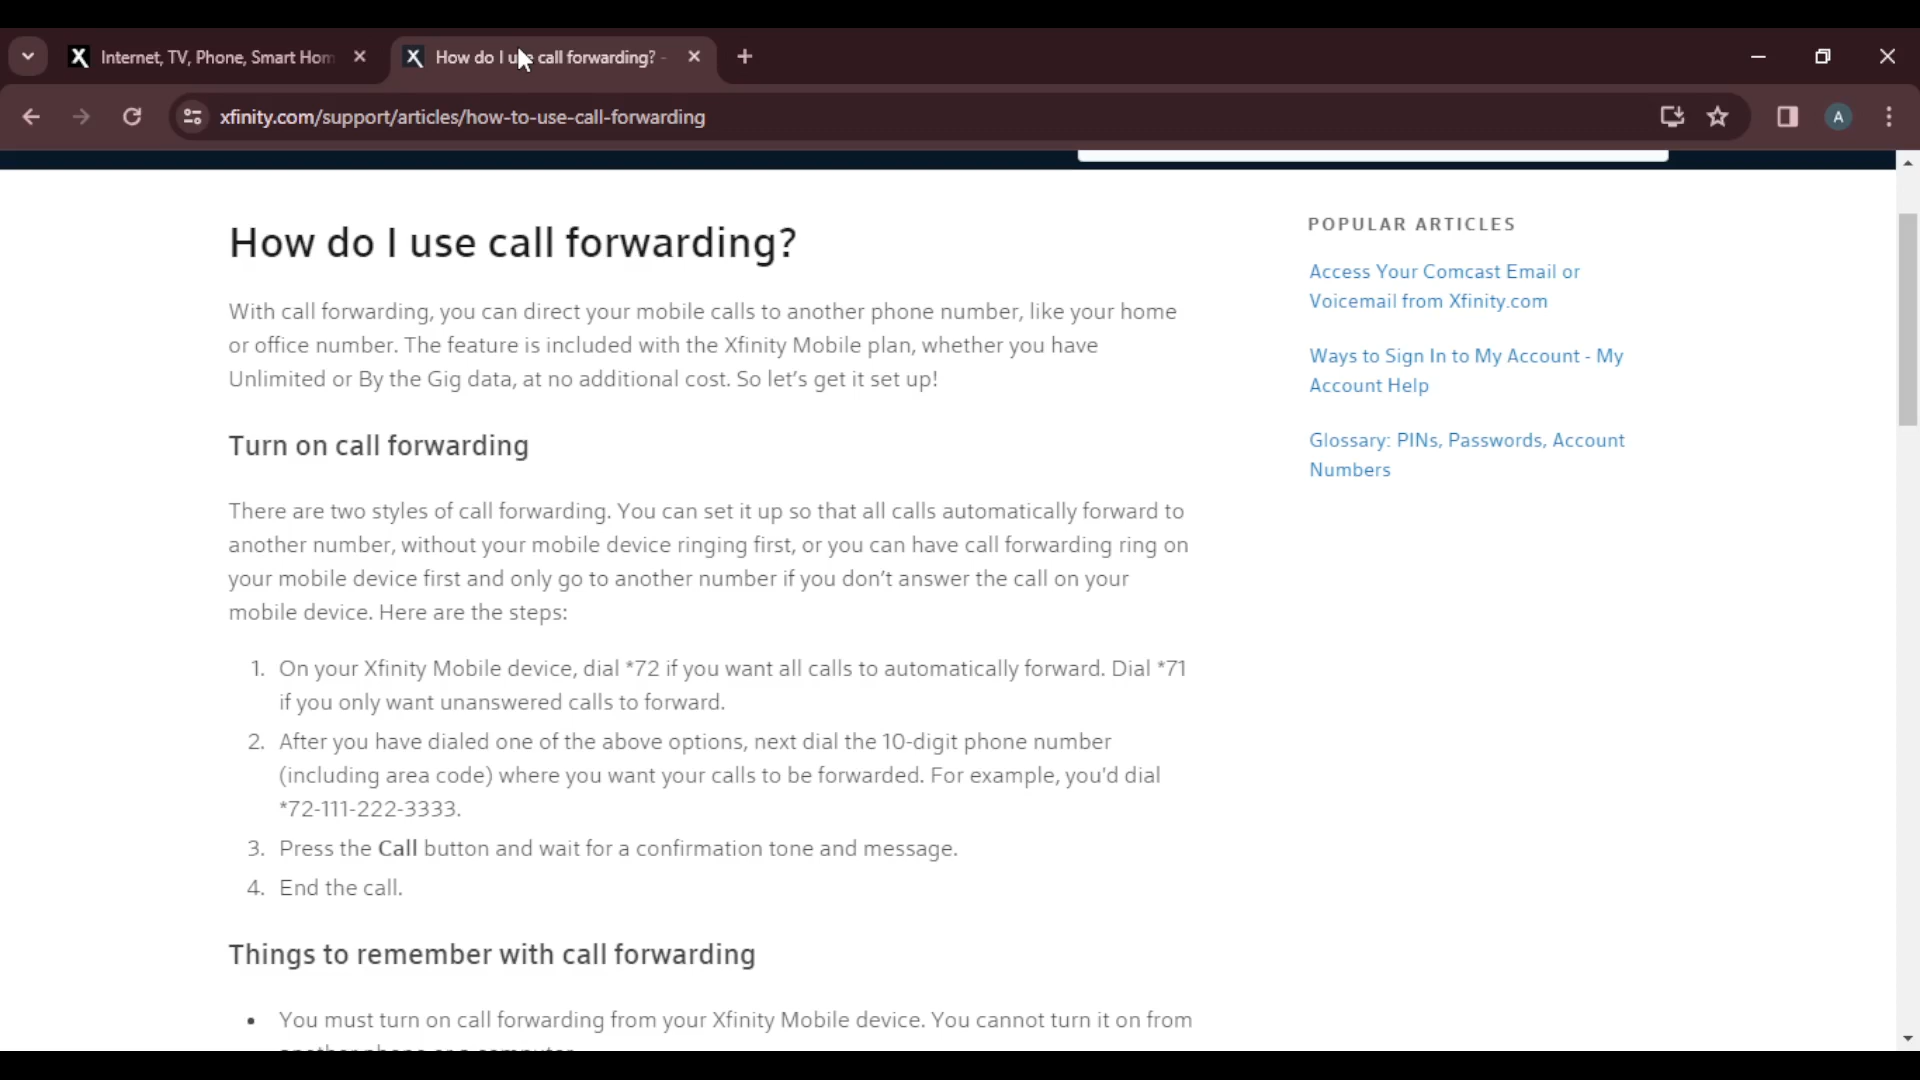 Internet, TV, Phone, Smart Hom
How do I use call forwarding? -
xfinity.com/support/articles/how-to-use-call-forwarding
A
How do I use call forwarding?
With call forwarding, you can direct your mobile calls to another phone number, like your home
or office number. The feature is included with the Xfinity Mobile plan, whether you have
Unlimited or By the Gig data, at no additional cost. So let's get it set up!
Turn on call forwarding
There are two styles of call forwarding. You can set it up so that all calls automatically forward to
another number, without your mobile device ringing first, or you can have call forwarding ring on
your mobile device first and only go to another number if you don't answer the call on your
mobile device. Here are the steps:
1. On your Xfinity Mobile device, dial *72 if you want all calls to automatically forward. Dial *71
if you only want unanswered calls to forward.
2. After you have dialed one of the above options, next dial the 10-digit phone number
(including area code) where you want your calls to be forwarded. For example, you'd dial
*72-111-222-3333.
3. Press the Call button and wait for a confirmation tone and message.
4. End the call.
Things to remember with call forwarding
• You must turn on call forwarding from your Xfinity Mobile device. You cannot turn it on from
another phone or a computer.
POPULAR ARTICLES
Access Your Comcast Email or
Voicemail from Xfinity.com
Ways to Sign In to My Account - My
Account Help
Glossary: PINs, Passwords, Account
Numbers